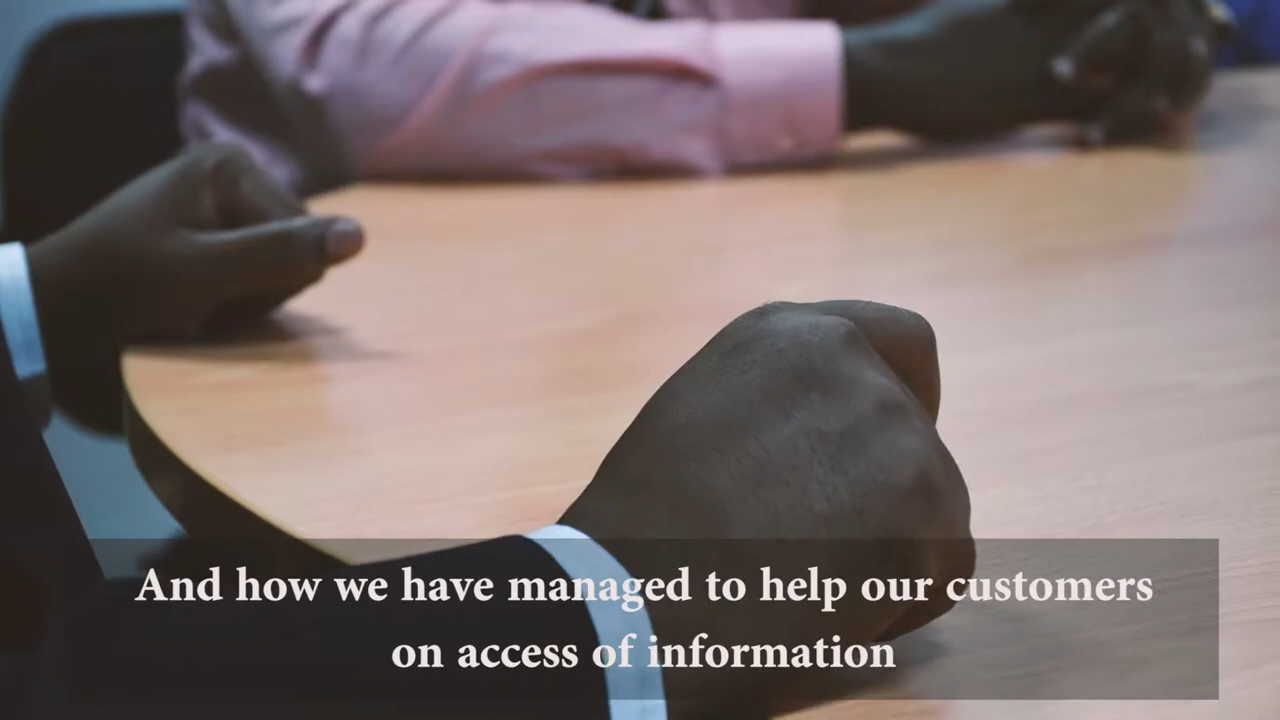 And how we have managed to help our customers
on access of information